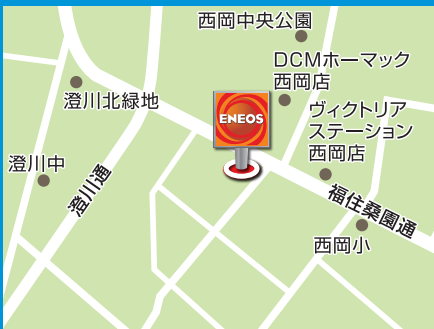 西岡中央公園
DCMホーマック
西岡店
澄川北緑地
ENEOS
ヴィクトリア
ステーション
西岡店
澄川中
澄川通
福住桑園通
西岡小